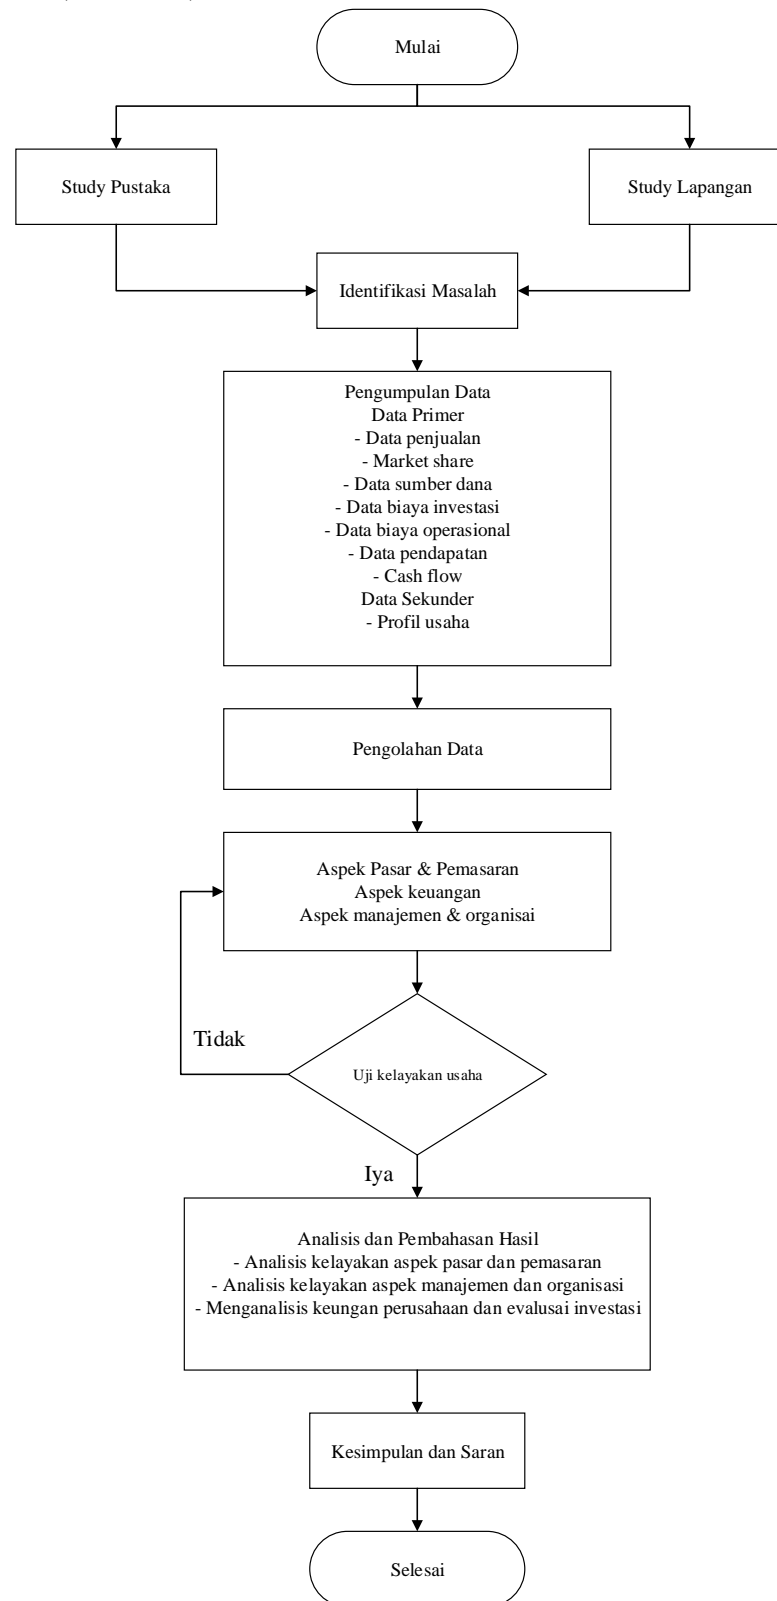 Mulai
Study Pustaka
Study Lapangan
Identifikasi Masalah
Pengumpulan Data
Data Primer
- Data penjualan
- Market share
- Data sumber dana
- Data biaya investasi
- Data biaya operasional
- Data pendapatan
- Cash flow
Data Sekunder
- Profil usaha
Pengolahan Data
Aspek Pasar & Pemasaran
Aspek keuangan
Aspek manajemen & organisai
Tidak
Uji kelayakan usaha
Iya
Analisis dan Pembahasan Hasil
- Analisis kelayakan aspek pasar dan pemasaran
- Analisis kelayakan aspek manajemen dan organisasi
- Menganalisis keungan perusahaan dan evalusai investasi
Kesimpulan dan Saran
Selesai